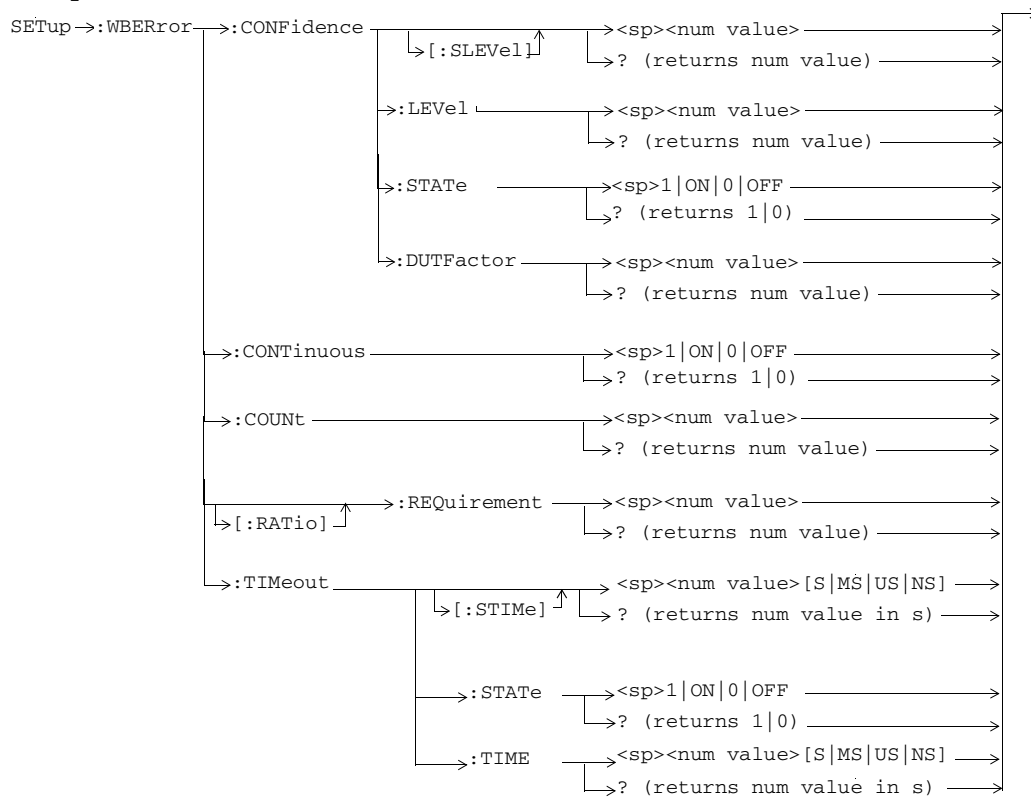 SETup :WBERror :CONFidence <sp><num value>
[:SLEVel] ? (returns num value)
:LEVel <sp><num value>
? (returns num value)
:STATe <sp>1|ON|0|OFF
? (returns 1|0)
:DUTFactor <sp><num value>
? (returns num value)
:CONTinuous <sp>1|ON|0|OFF
? (returns 1|0)
:COUNt <sp><num value>
? (returns num value)
:REQuirement <sp><num value>
[:RATio] ? (returns num value)
:TIMeout <sp><num value>[S|MS|US|NS]
[:STIMe] ? (returns num value in s)
:STATe <sp>1|ON|0|OFF
? (returns 1|0)
:TIME <sp><num value>[S|MS|US|NS]
? (returns num value in s)